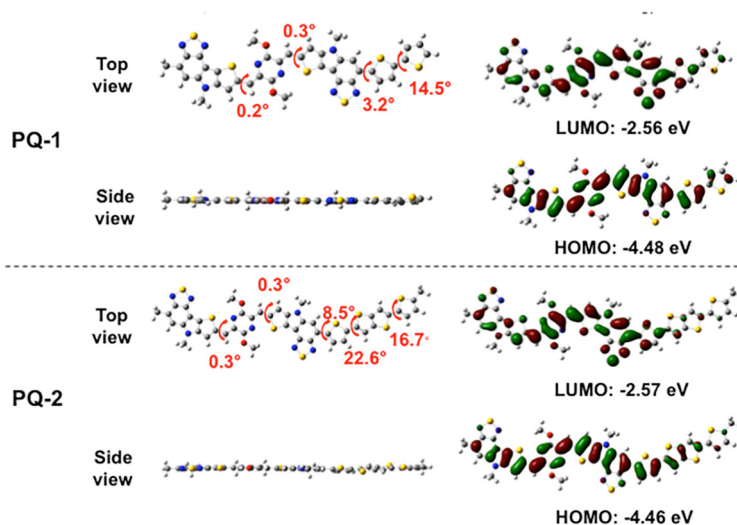 0.3°
Top
view
14.5°
0.2°
3.2°
LUMO: -2.56 eV
PQ-1
Side
view
HOMO: -4.48 eV
0.3°
Top
view
8.5°
16.7°
0.3°
22.6°
LUMO: -2.57 eV
PQ-2
Side
view
HOMO: -4.46 eV